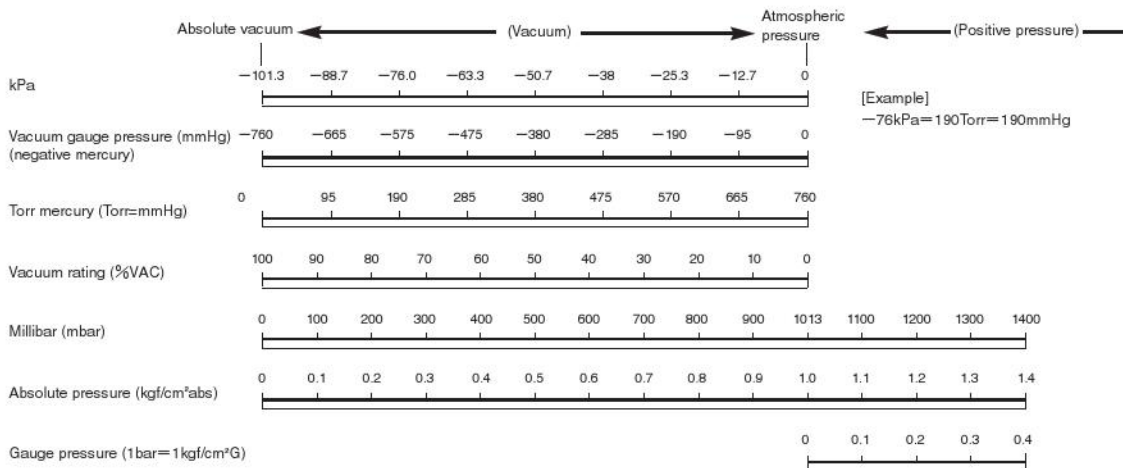 Absolute vacuum
(Vacuum)
Atmospheric
pressure
(Positive pressure)
kPa
−101.3 −88.7 −76.0 −63.3 −50.7 −38 −25.3 −12.7 0
[Example]
−76kPa=190Torr=190mmHg
Vacuum gauge pressure (mmHg)
(negative mercury)
−760 −665 −575 −475 −380 −285 −190 −95 0
Torr mercury (Torr=mmHg)
0 95 190 285 380 475 570 665 760
Vacuum rating (%VAC)
100 90 80 70 60 50 40 30 20 10 0
Millibar (mbar)
0 100 200 300 400 500 600 700 800 900 1013 1100 1200 1300 1400
Absolute pressure (kgf/cm²abs)
0 0.1 0.2 0.3 0.4 0.5 0.6 0.7 0.8 0.9 1.0 1.1 1.2 1.3 1.4
Gauge pressure (1bar=1kgf/cm²G)
0 0.1 0.2 0.3 0.4